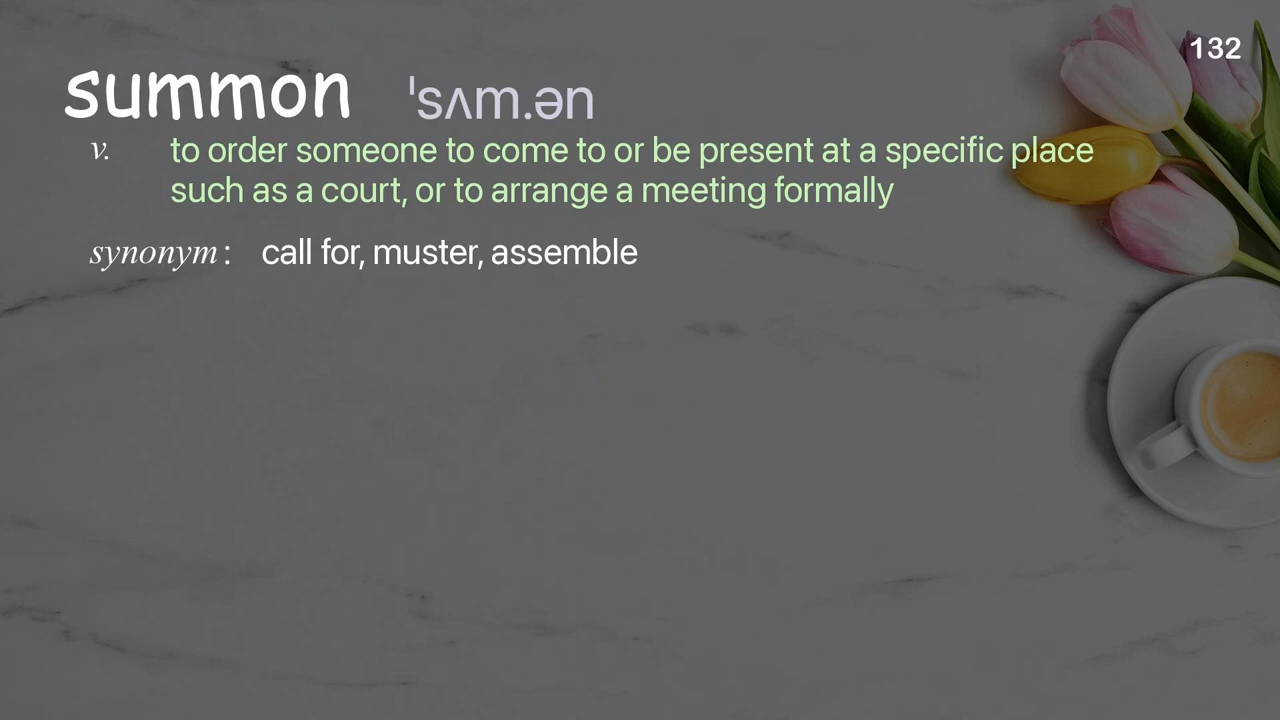 132
summon ˈsʌm.ən
v. to order someone to come to or be present at a specific place
such as a court, or to arrange a meeting formally
synonym: call for, muster, assemble